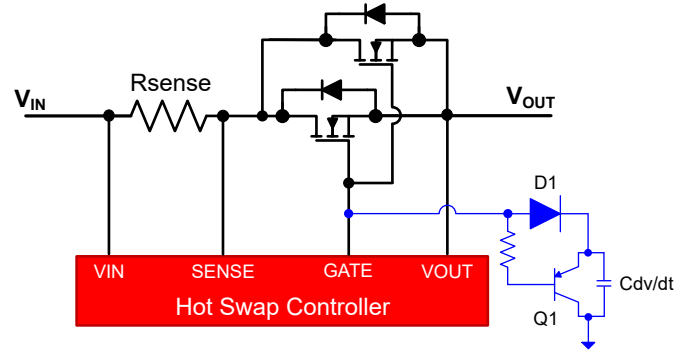 Rsense
VIN
VOUT
D1
VIN SENSE GATE VOUT
Cdv/dt
Hot Swap Controller
Q1